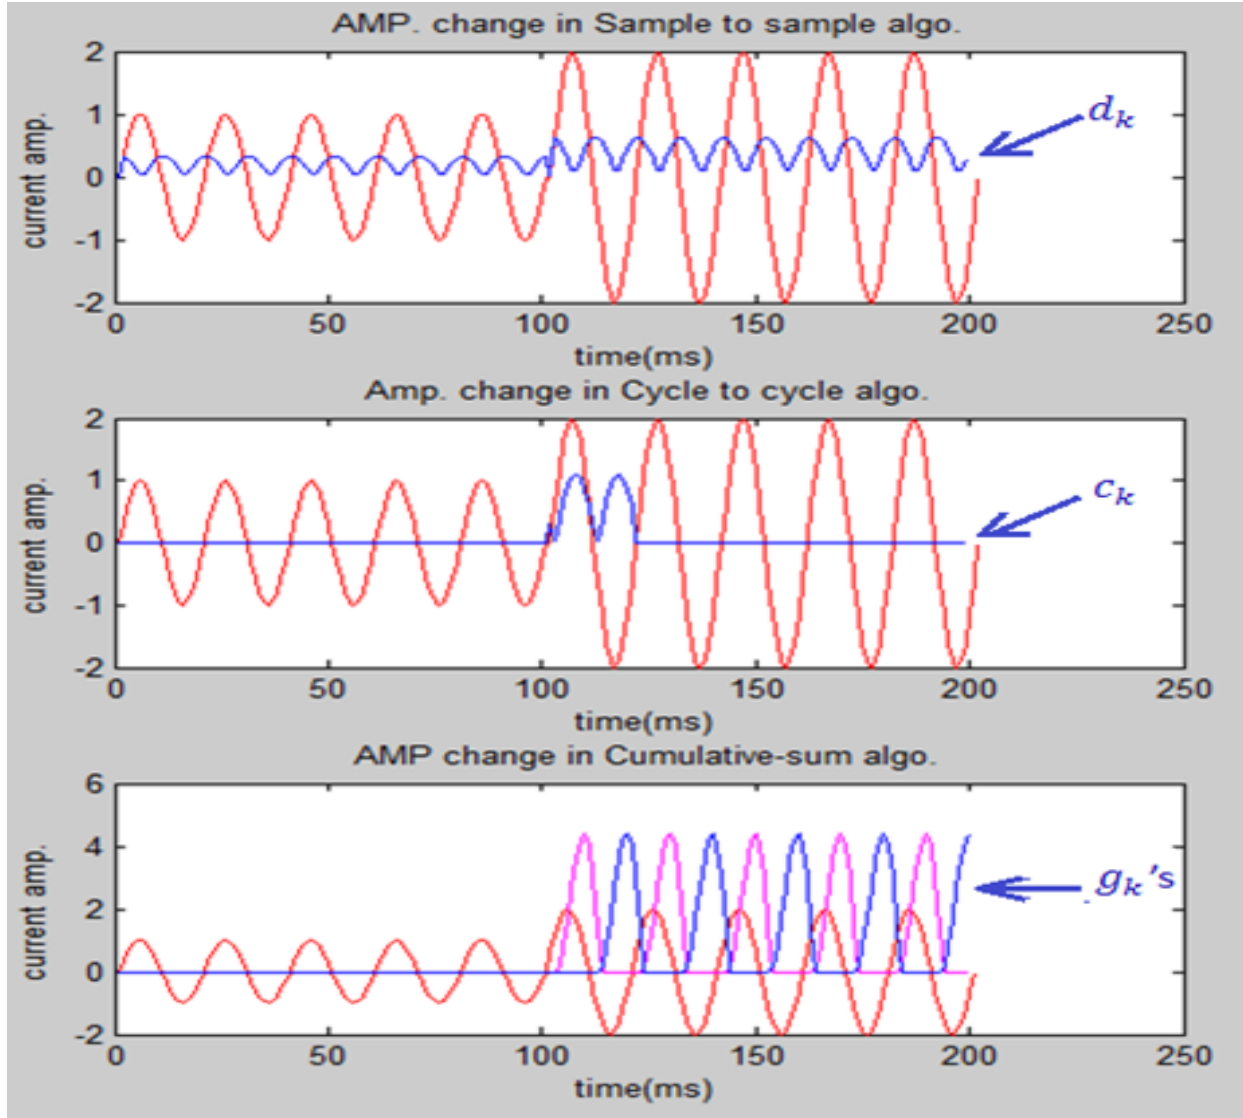 AMP. change in Sample to sample algo.
2
1
0
-1
-2
current amp.
d_k
0 50 100 150 200 250
time(ms)
Amp. change in Cycle to cycle algo.
2
1
0
-1
-2
current amp.
c_k
0 50 100 150 200 250
time(ms)
AMP change in Cumulative-sum algo.
6
4
2
0
-2
current amp.
g_k's
0 50 100 150 200 250
time(ms)